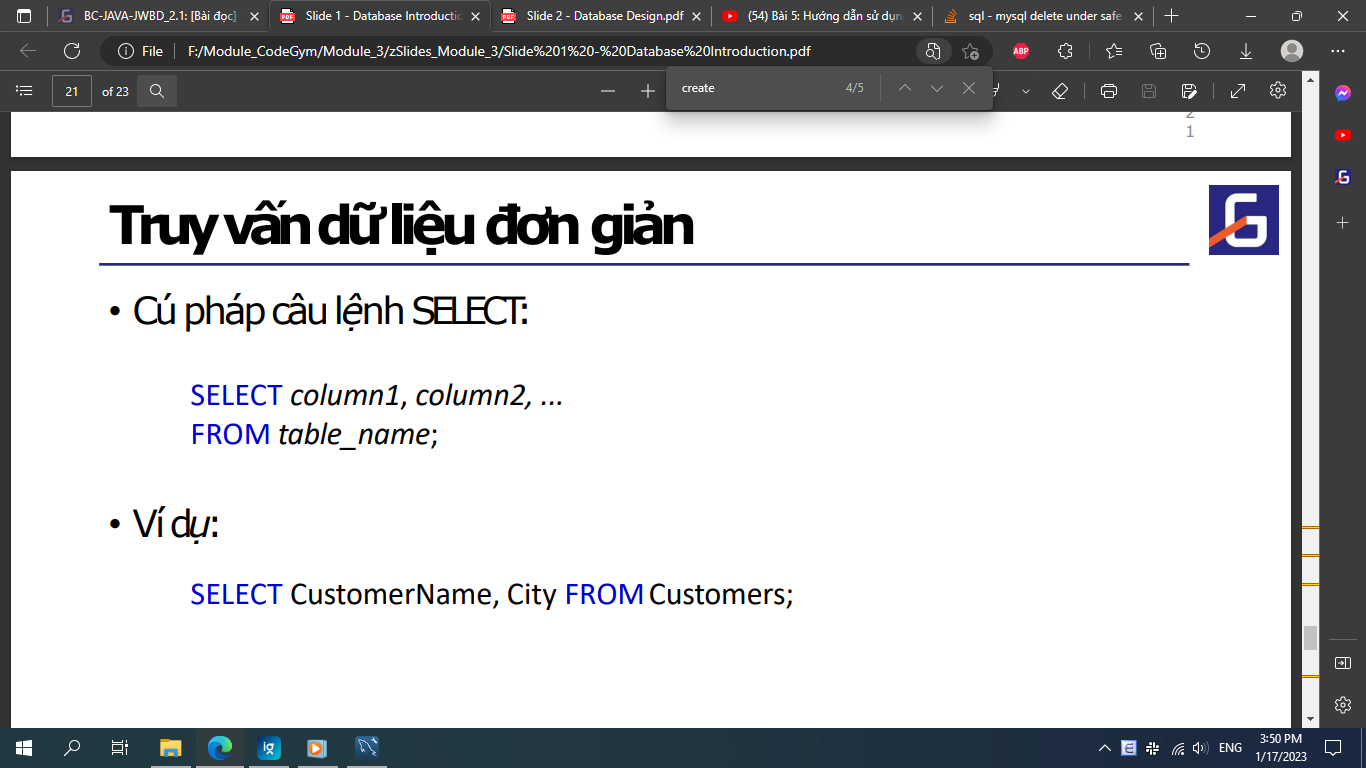 BC-JAVA-JWBD_2.1: [Bài đọc]
Slide 1 - Database Introductio
Slide 2 - Database Design.pdf
(54) Bài 5: Hướng dẫn sử dụn
sql - mysql delete under safe
File
F:/Module_CodeGym/Module_3/zSlides_Module_3/Slide%201%20-%20Database%20Introduction.pdf
ABP
21 of 23
create 4/5
2
1
Truy vấn dữ liệu đơn giản
G
• Cú pháp câu lệnh SELECT:
SELECT column1, column2, ...
FROM table_name;
• Ví dụ:
SELECT CustomerName, City FROM Customers;
ENG
3:50 PM
1/17/2023